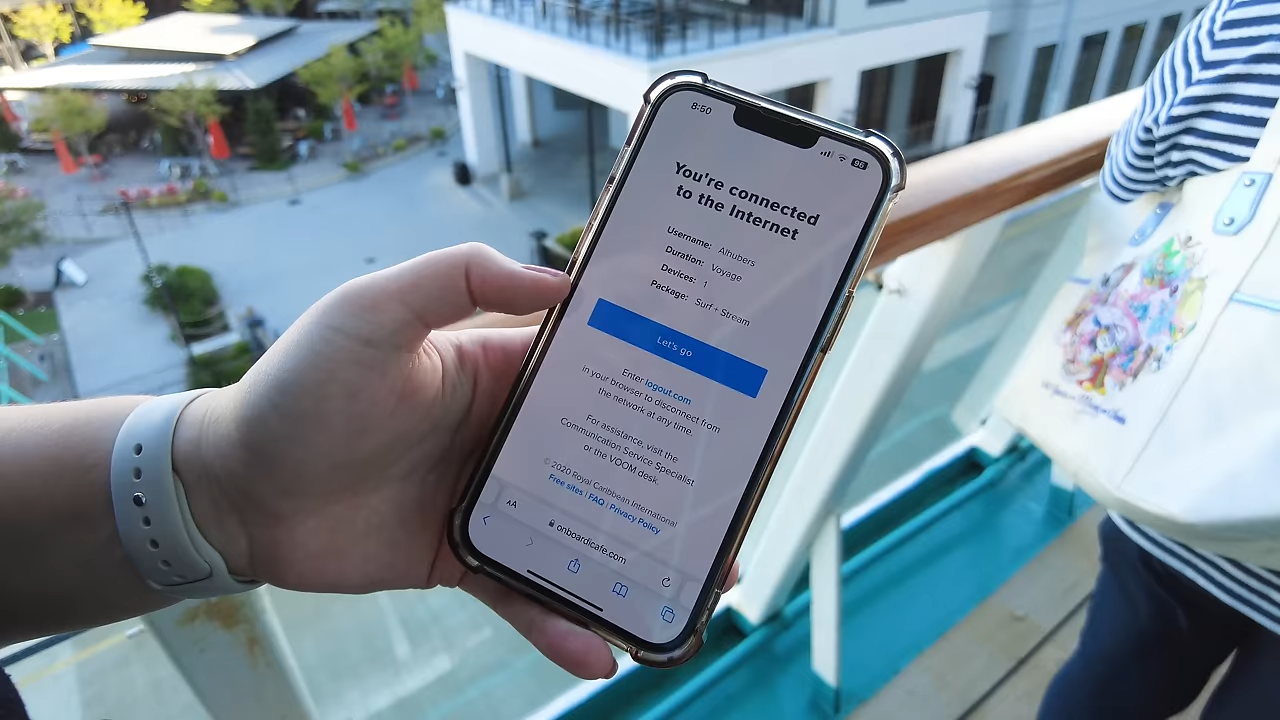 8:50
96
You're connected
to the Internet
Username: Alhubers
Duration: Voyage
Devices: 1
Package: Surf + Stream
Let's go
Enter logout.com
in your browser to disconnect from
the network at any time.
For assistance, visit the
Communication Service Specialist
or the VOOM desk.
© 2020 Royal Caribbean International
Free sites | FAQ | Privacy Policy
AA
onboardicafe.com